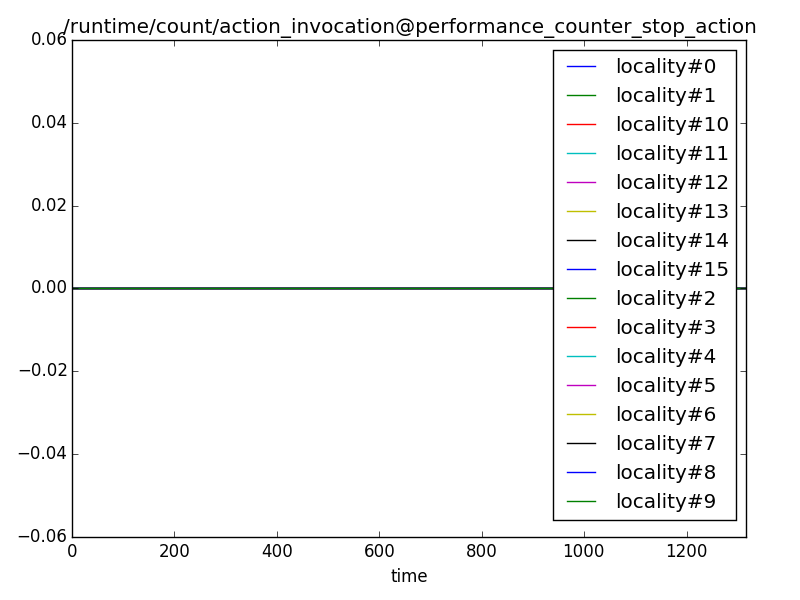 /runtime/count/action_invocation@performance_counter_stop_action
0.06
0.04
0.02
0.00
−0.02
−0.04
−0.06
0 200 400 600 800 1000 1200
time
locality#0
locality#1
locality#10
locality#11
locality#12
locality#13
locality#14
locality#15
locality#2
locality#3
locality#4
locality#5
locality#6
locality#7
locality#8
locality#9